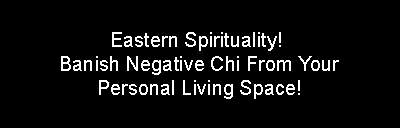 Eastern Spirituality!
Banish Negative Chi From Your
Personal Living Space!